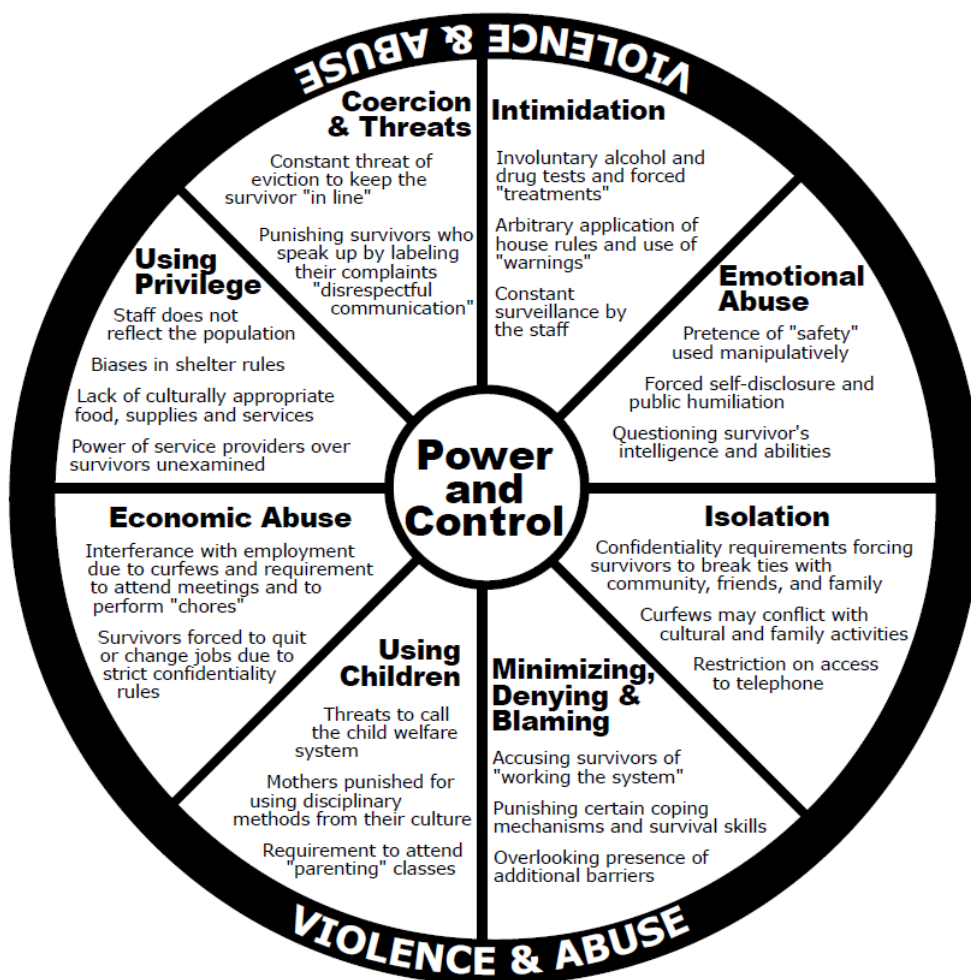 VIOLENCE & ABUSE
Coercion
& Threats
Constant threat of
eviction to keep the
survivor "in line"
Punishing survivors who
speak up by labeling
their complaints
"disrespectful
communication"
Intimidation
Involuntary alcohol and
drug tests and forced
"treatments"
Arbitrary application of
house rules and use of
"warnings"
Constant
surveillance by
the staff
Emotional
Abuse
Pretence of "safety"
used manipulatively
Forced self-disclosure and
public humiliation
Questioning survivor's
intelligence and abilities
Isolation
Confidentiality requirements forcing
survivors to break ties with
community, friends, and family
Curfews may conflict with
cultural and family activities
Restriction on access
to telephone
Minimizing,
Denying &
Blaming
Accusing survivors of
"working the system"
Punishing certain coping
mechanisms and survival skills
Overlooking presence of
additional barriers
Using
Children
Threats to call
the child welfare
system
Mothers punished for
using disciplinary
methods from their culture
Requirement to attend
"parenting" classes
Economic Abuse
Interferance with employment
due to curfews and requirement
to attend meetings and to
perform "chores"
Survivors forced to quit
or change jobs due to
strict confidentiality
rules
Using
Privilege
Staff does not
reflect the population
Biases in shelter rules
Lack of culturally appropriate
food, supplies and services
Power of service providers over
survivors unexamined
Power
and
Control
VIOLENCE & ABUSE